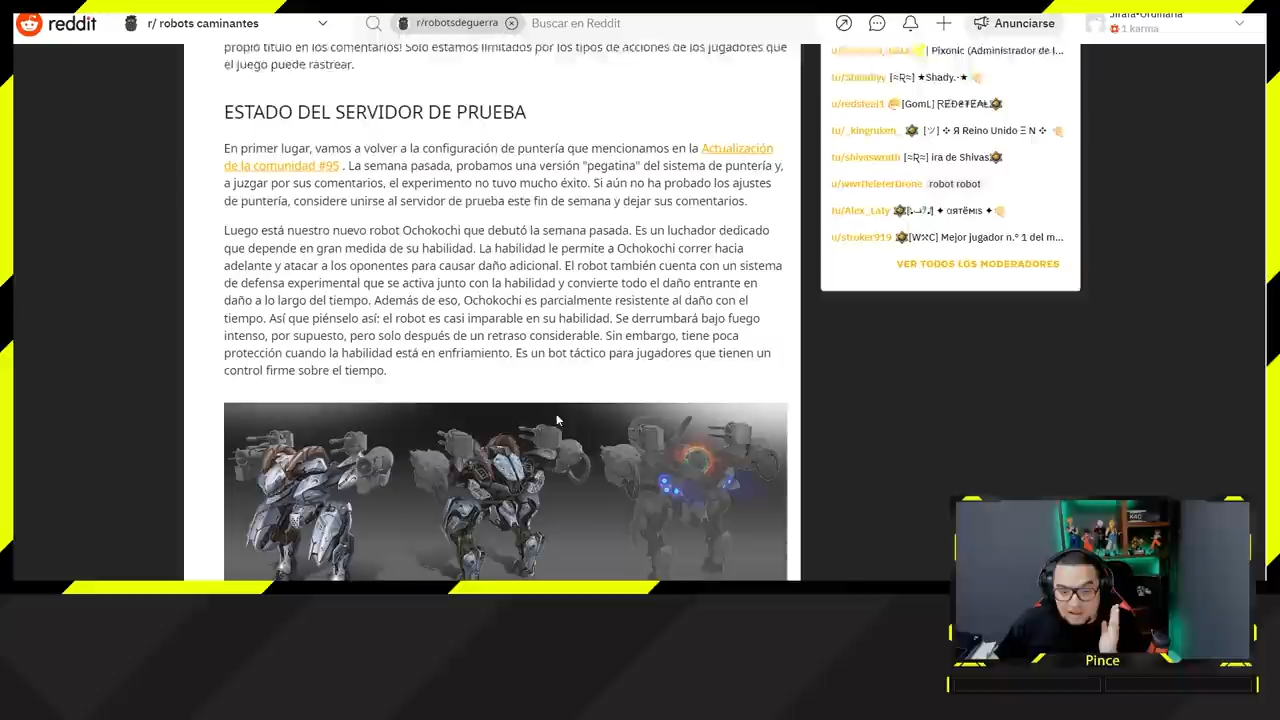 reddit
r/ robots caminantes
r/robotsdeguerra
Buscar en Reddit
Anunciarse
Jirafa-Ordinaria
1 karma
propio título en los comentarios! Solo estamos limitados por los tipos de acciones de los jugadores que
el juego puede rastrear.
ESTADO DEL SERVIDOR DE PRUEBA
En primer lugar, vamos a volver a la configuración de puntería que mencionamos en la Actualización
de la comunidad #95 . La semana pasada, probamos una versión "pegatina" del sistema de puntería y,
a juzgar por sus comentarios, el experimento no tuvo mucho éxito. Si aún no ha probado los ajustes
de puntería, considere unirse al servidor de prueba este fin de semana y dejar sus comentarios.
Luego está nuestro nuevo robot Ochokochi que debutó la semana pasada. Es un luchador dedicado
que depende en gran medida de su habilidad. La habilidad le permite a Ochokochi correr hacia
adelante y atacar a los oponentes para causar daño adicional. El robot también cuenta con un sistema
de defensa experimental que se activa junto con la habilidad y convierte todo el daño entrante en
daño a lo largo del tiempo. Además de eso, Ochokochi es parcialmente resistente al daño con el
tiempo. Así que piénselo así: el robot es casi imparable en su habilidad. Se derrumbará bajo fuego
intenso, por supuesto, pero solo después de un retraso considerable. Sin embargo, tiene poca
protección cuando la habilidad está en enfriamiento. Es un bot táctico para jugadores que tienen un
control firme sobre el tiempo.
| Pixonic (Administrador de l...
[≈Ʀ≈] ★Shady.·★
tu/redsteal1 [GomL]
tu/_kingruken_ [ツ] ✧ Я Reino Unido Ξ N ✧
tu/shivaswrath [≈Ʀ≈] ira de Shivas
robot robot
u/Alex_Laty ✦ αятёмιs ✦
u/stroker919 Mejor jugador n.º 1 del m...
VER TODOS LOS MODERADORES
Pince